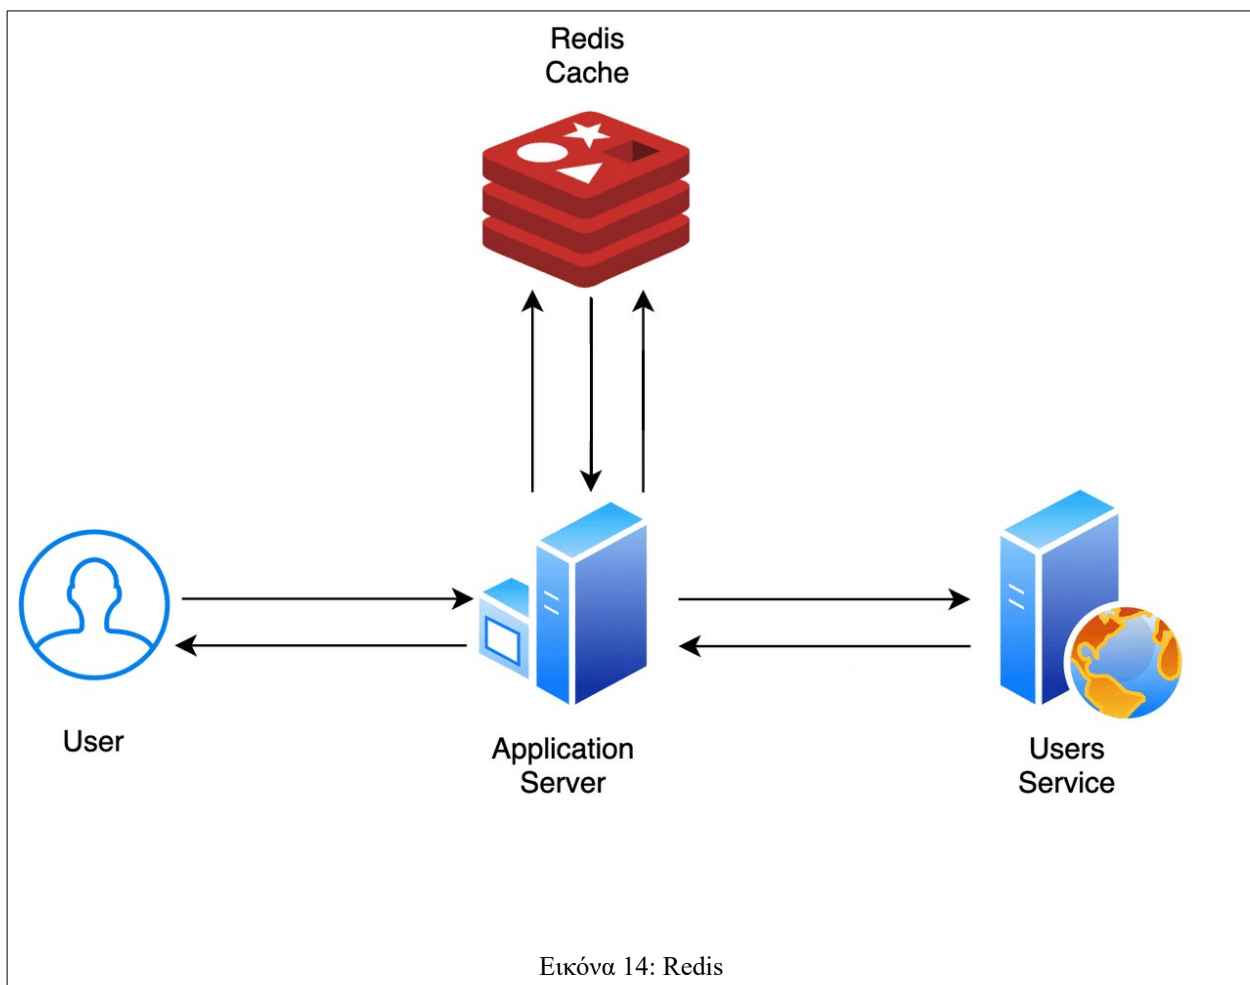 Redis
Cache
User
Application
Server
Users
Service
Εικόνα 14: Redis